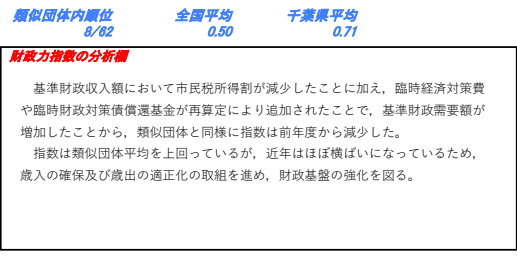 類似団体内順位 全国平均 千葉県平均
8/62 0.50 0.71
財政力指数の分析欄
　基準財政収入額において市民税所得割が減少したことに加え，臨時経済対策費
や臨時財政対策債償還基金が再算定により追加されたことで，基準財政需要額が
増加したことから，類似団体と同様に指数は前年度から減少した。
　指数は類似団体平均を上回っているが，近年はほぼ横ばいになっているため，
歳入の確保及び歳出の適正化の取組を進め，財政基盤の強化を図る。